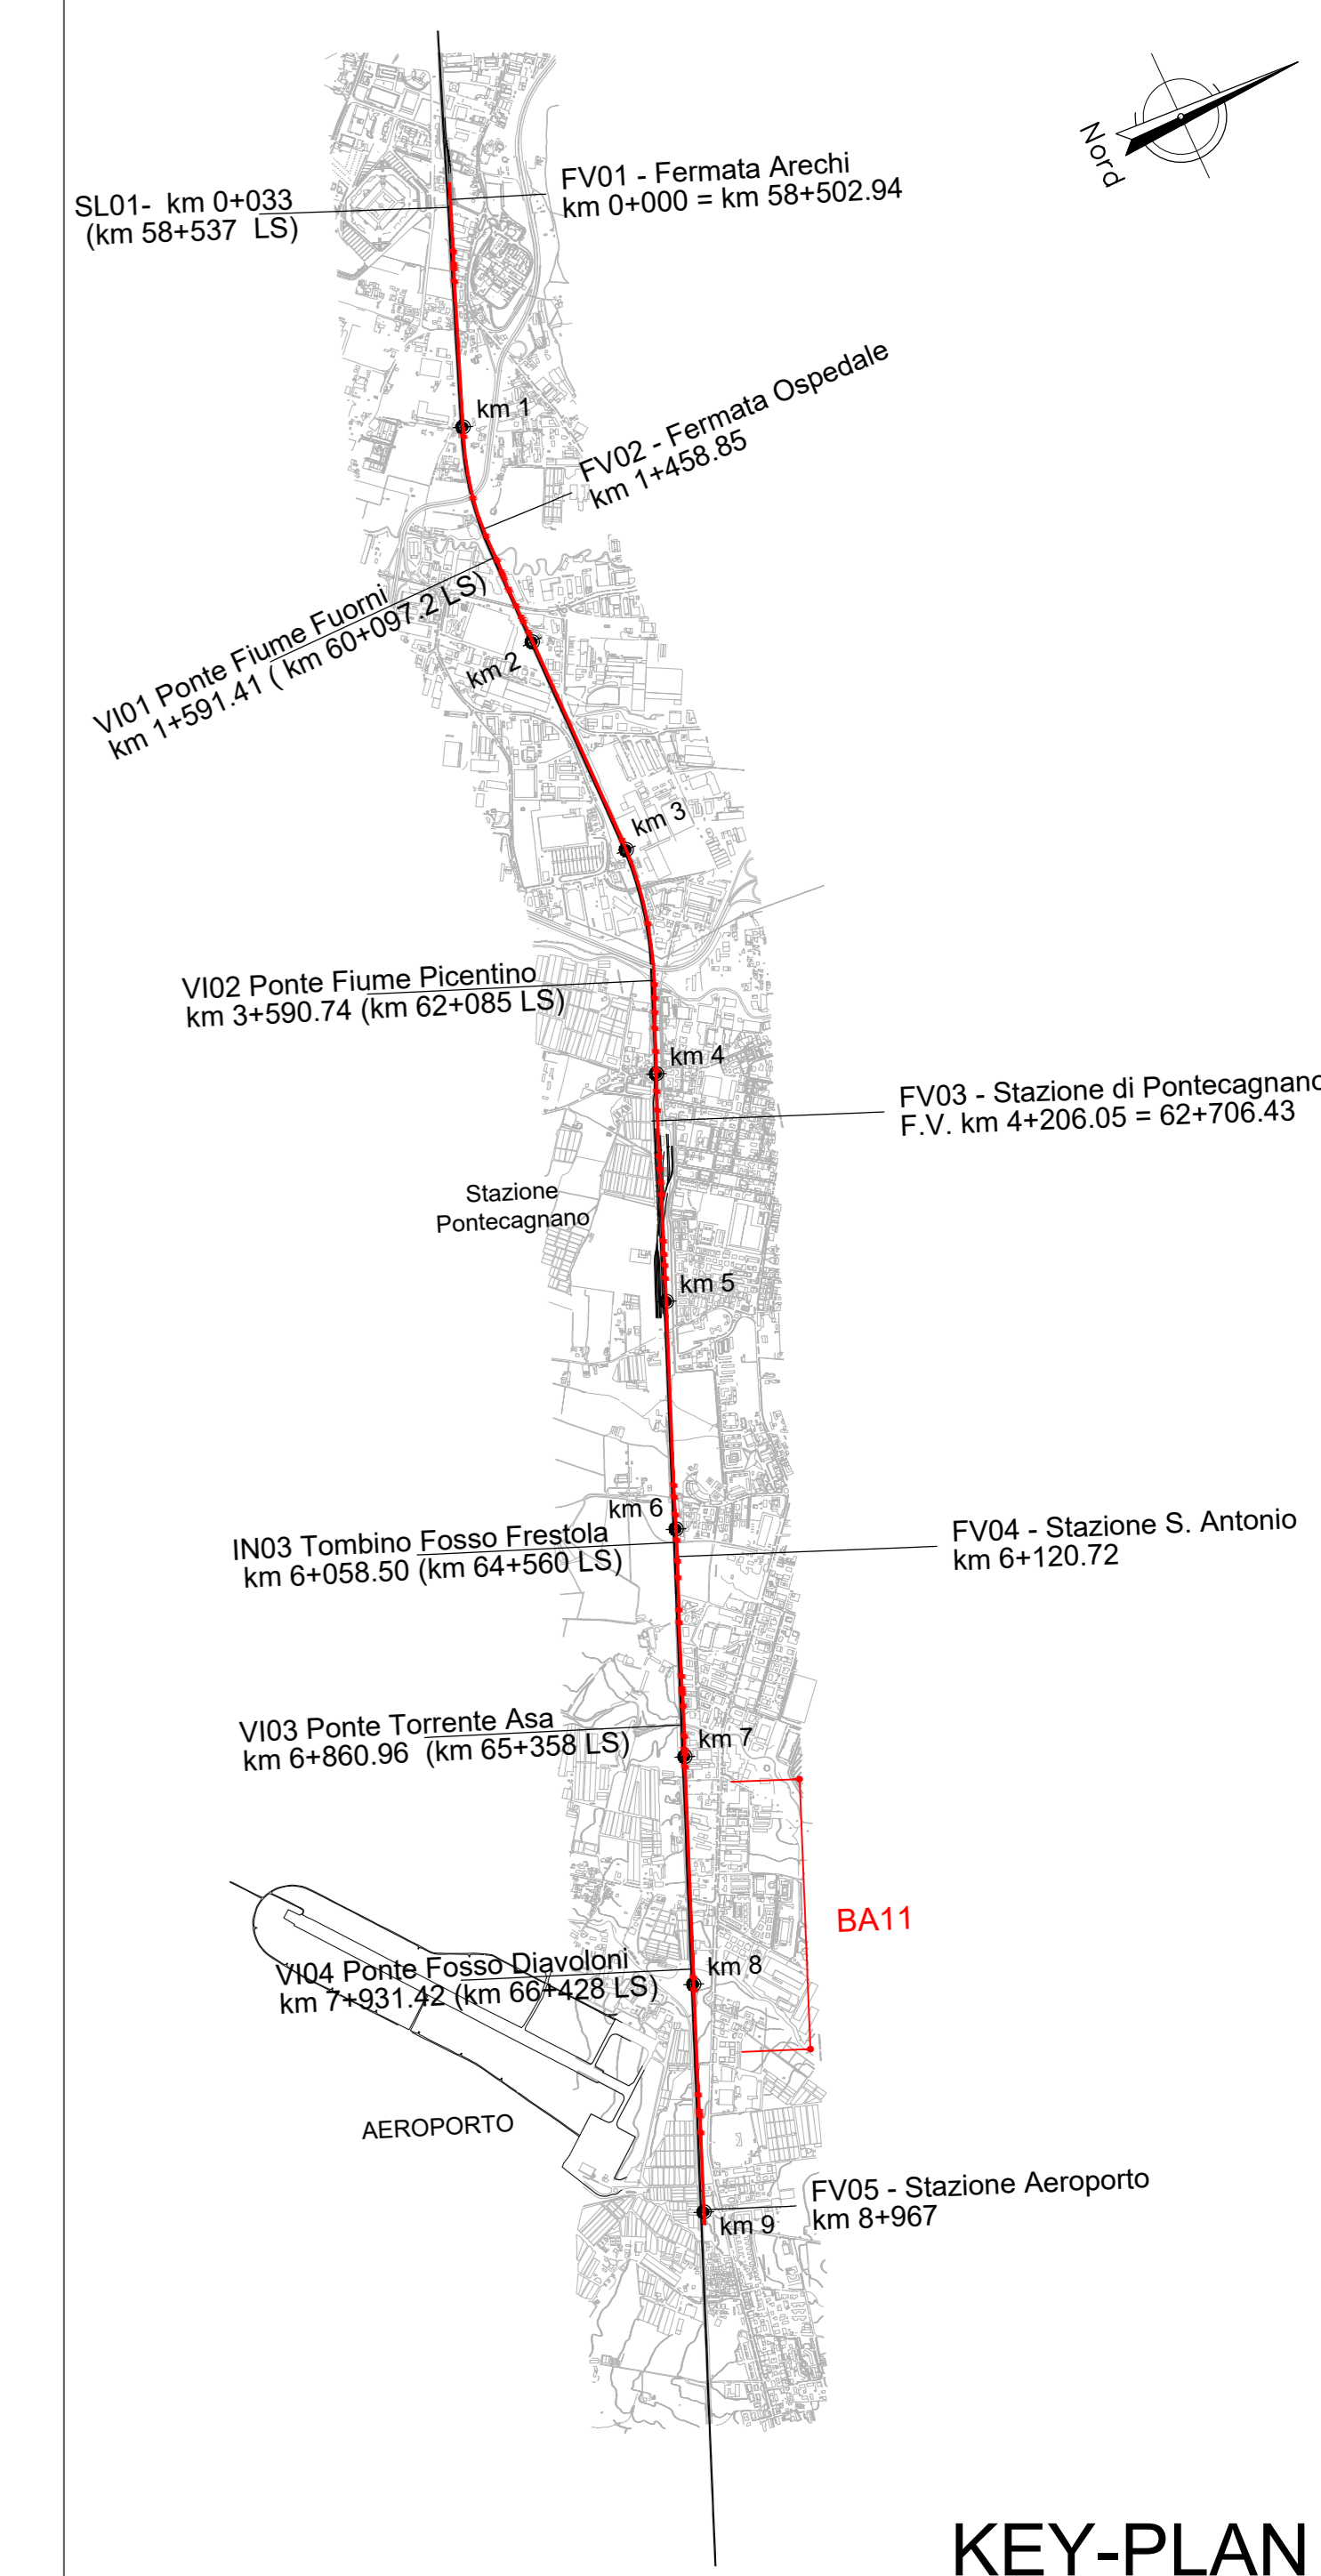 Nord
SL01- km 0+033
(km 58+537 LS)
FV01 - Fermata Arechi
km 0+000 = km 58+502.94
km 1
FV02 - Fermata Ospedale
km 1+458.85
VI01 Ponte Fiume Fuorni
km 1+591.41 ( km 60+097.2 LS)
km 2
km 3
VI02 Ponte Fiume Picentino
km 3+590.74 (km 62+085 LS)
km 4
FV03 - Stazione di Pontecagnano
F.V. km 4+206.05 = 62+706.43
Stazione
Pontecagnano
km 5
km 6
IN03 Tombino Fosso Frestola
km 6+058.50 (km 64+560 LS)
FV04 - Stazione S. Antonio
km 6+120.72
VI03 Ponte Torrente Asa
km 6+860.96 (km 65+358 LS)
km 7
BA11
VI04 Ponte Fosso Diavoloni
km 7+931.42 (km 66+428 LS)
km 8
AEROPORTO
FV05 - Stazione Aeroporto
km 8+967
km 9
KEY-PLAN